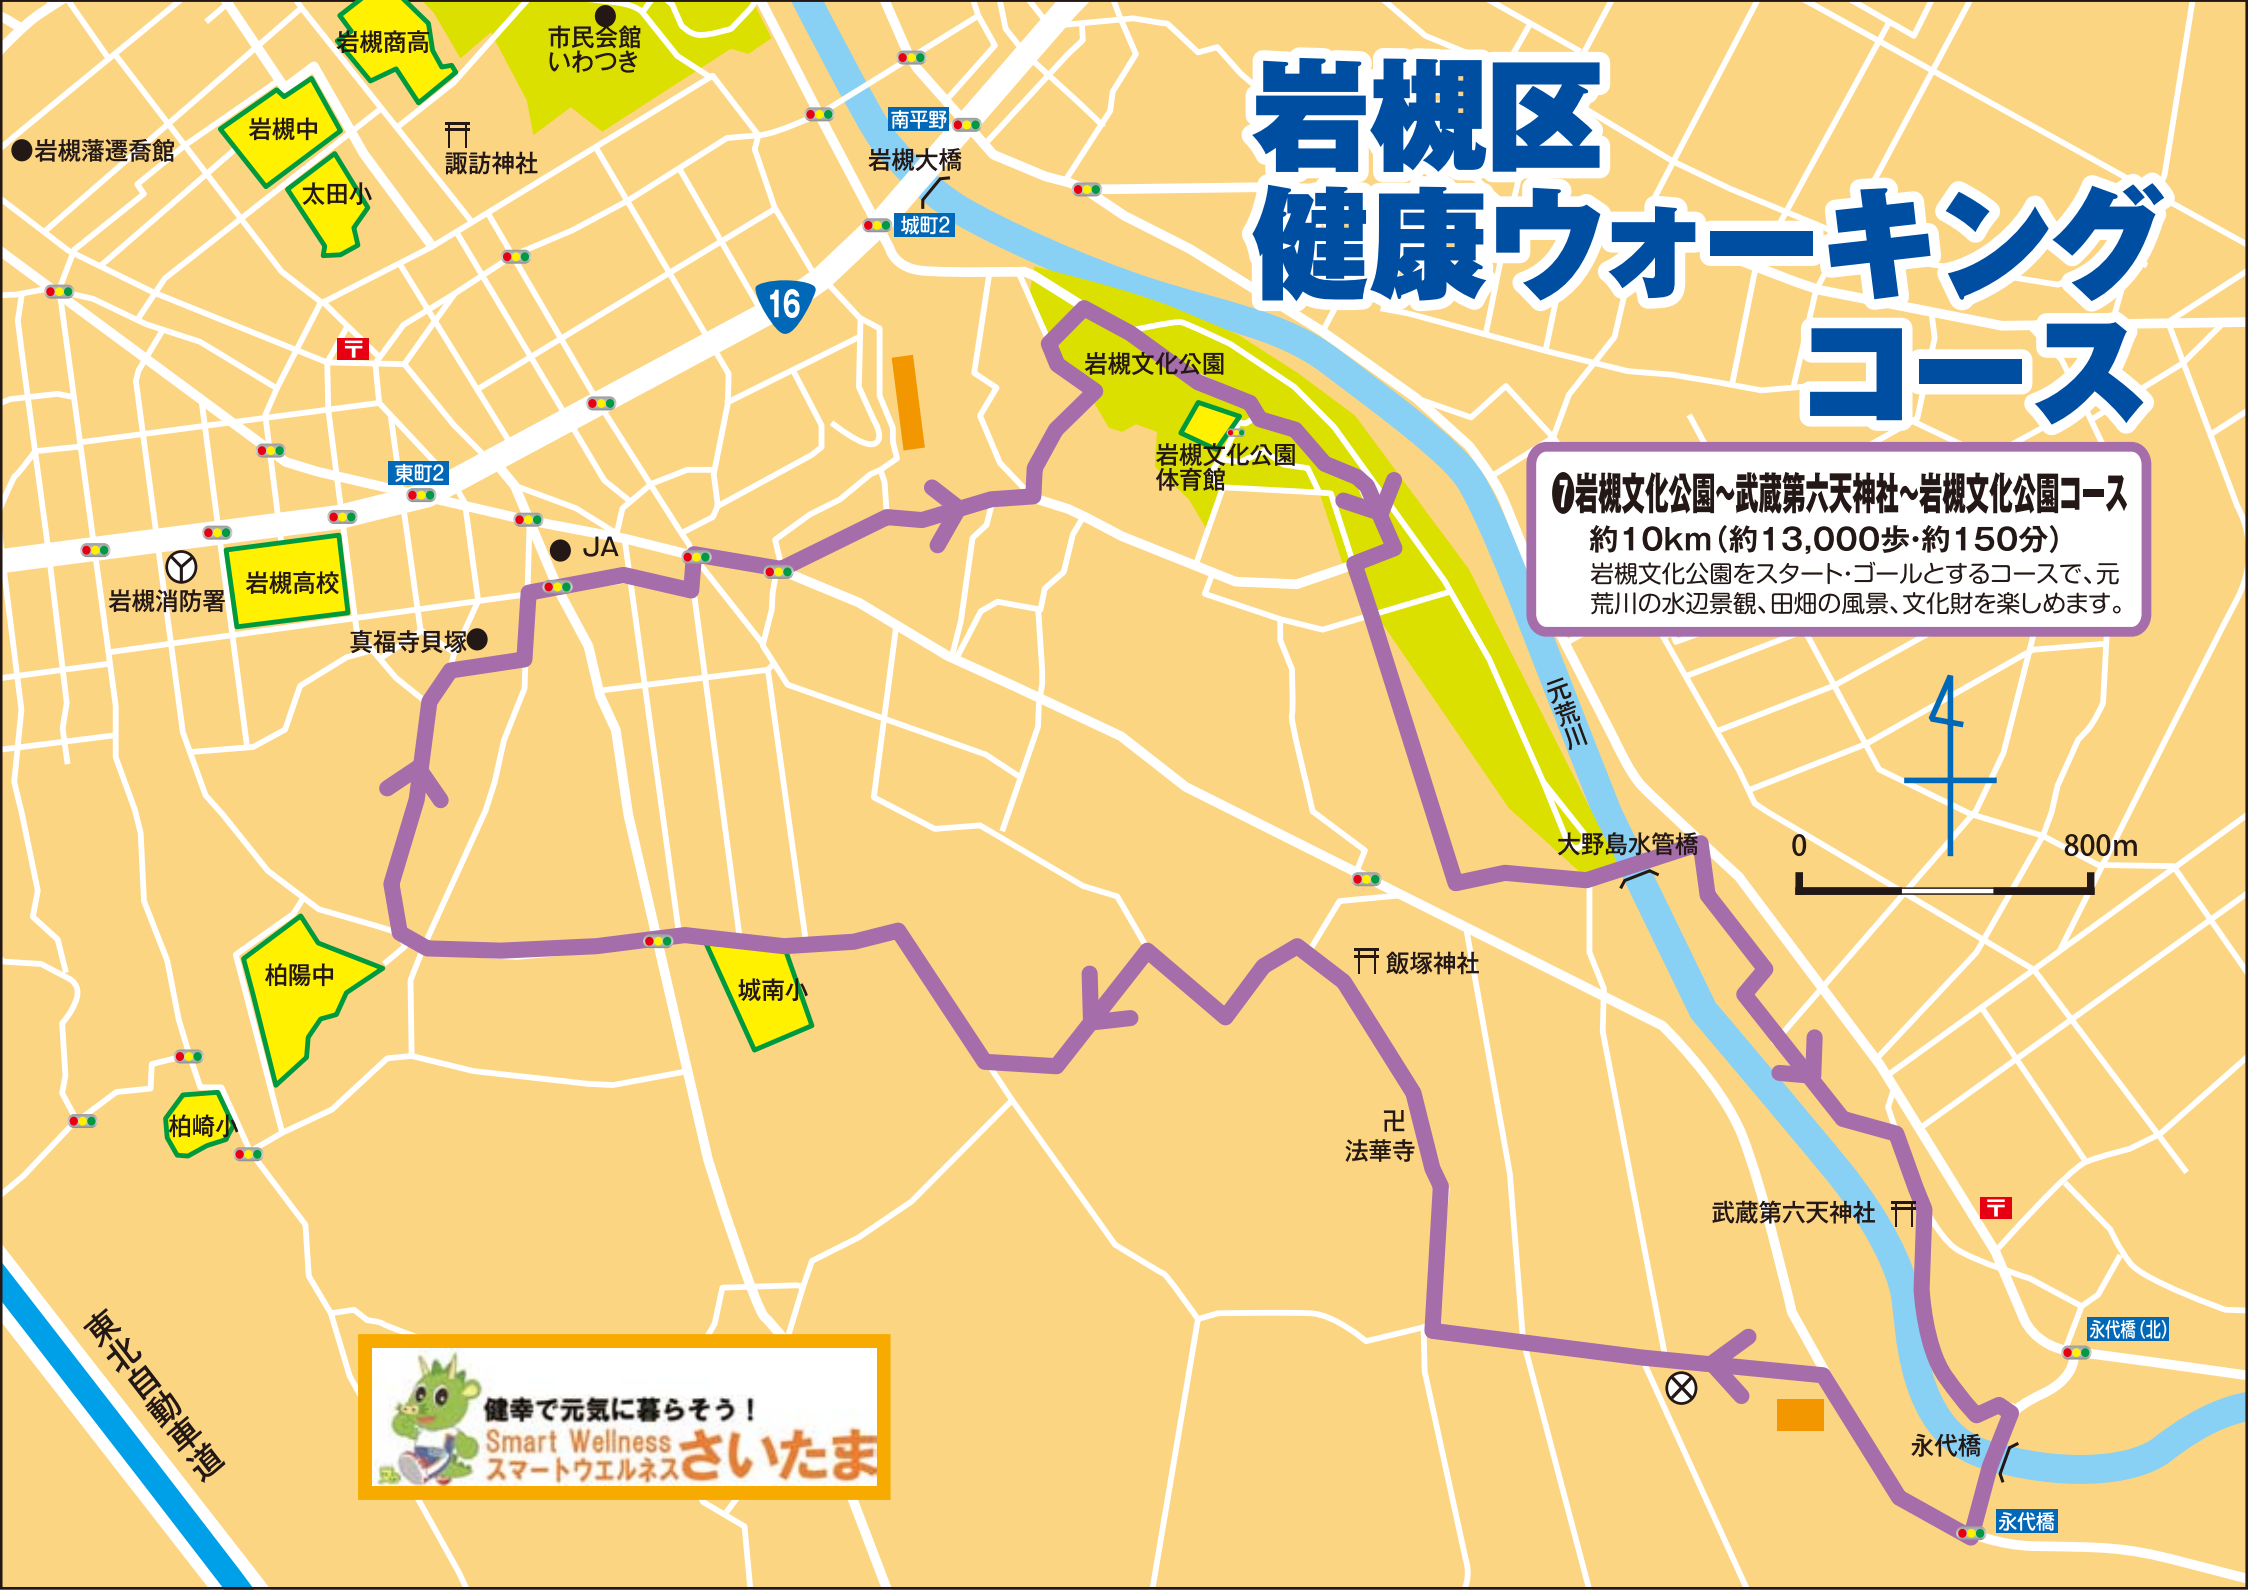 岩槻区
健康ウォーキング
コース
❼岩槻文化公園～武蔵第六天神社～岩槻文化公園コース
約10km(約13,000歩・約150分)
岩槻文化公園をスタート・ゴールとするコースで、元
荒川の水辺景観、田畑の風景、文化財を楽しめます。
岩槻商高
市民会館
いわつき
岩槻中
岩槻藩遷喬館
太田小
諏訪神社
南平野
岩槻大橋
城町2
16
〒
岩槻文化公園
岩槻文化公園
体育館
東町2
JA
岩槻高校
岩槻消防署
真福寺貝塚
元荒川
大野島水管橋
0
800m
柏陽中
城南小
飯塚神社
柏崎小
卍
法華寺
武蔵第六天神社
〒
永代橋(北)
永代橋
永代橋
東北自動車道
健幸で元気に暮らそう！
Smart Wellness
スマートウエルネス
さいたま